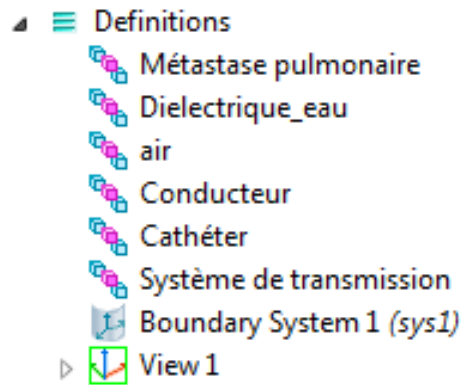 Definitions
Métastase pulmonaire
Dielectrique_eau
air
Conducteur
Cathéter
Système de transmission
Boundary System 1 (sys1)
View 1